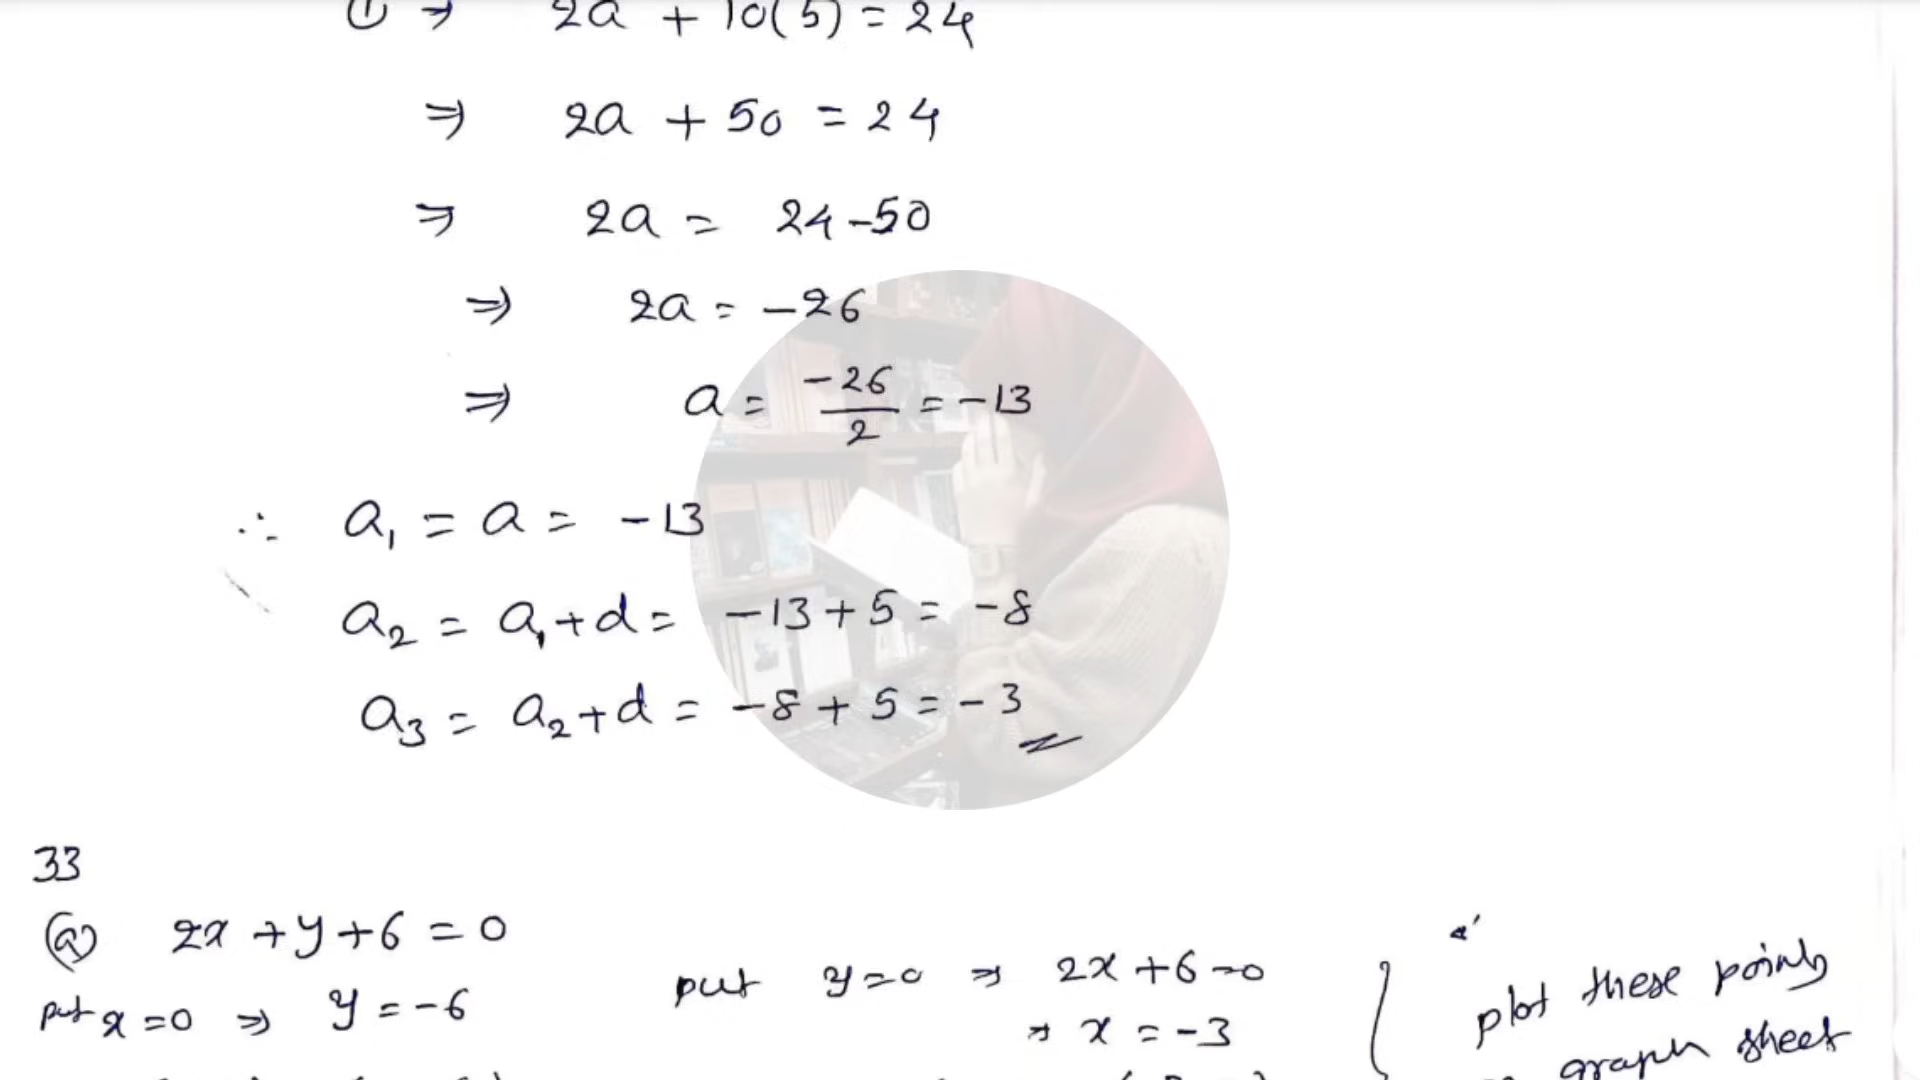 ① ⇒ 2a + 10(5) = 24
⇒ 2a + 50 = 24
⇒ 2a = 24-50
⇒ 2a = -26
⇒ a = -26/2 = -13
∴ a₁ = a = -13
a₂ = a₁+d = -13+5 = -8
a₃ = a₂+d = -8+5 = -3
33
(a) 2x+y+6 = 0
put x=0 ⇒ y = -6
put y=0 ⇒ 2x+6=0
⇒ x = -3
plot these points
graph sheet